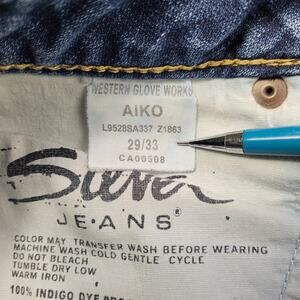 WESTERN GLOVE WORKS
AIKO
L9528SA337 Z1863
29/33
CA00608
Silver
JEANS®
COLOR MAY TRANSFER WASH BEFORE WEARING
MACHINE WASH COLD GENTLE CYCLE
DO NOT BLEACH
TUMBLE DRY LOW
WARM IRON
100% INDIGO DYE